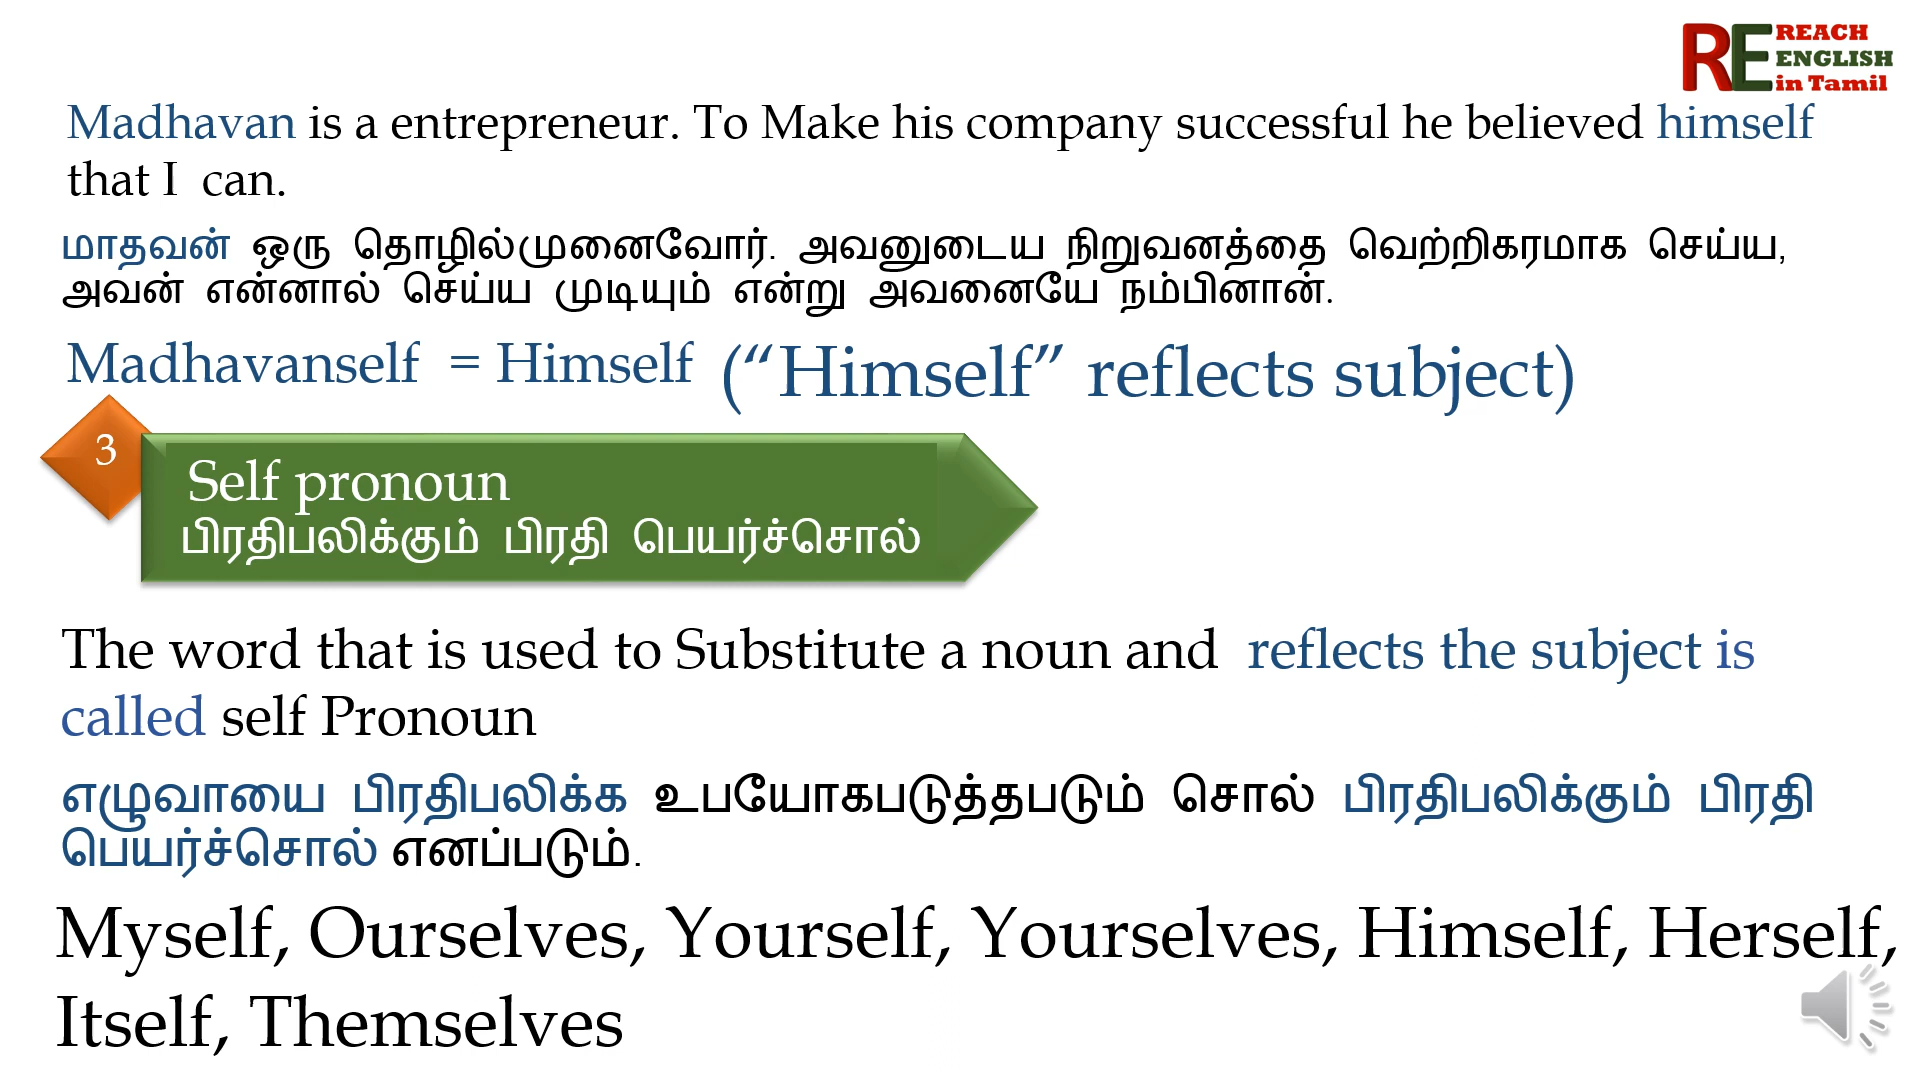 RE REACH
ENGLISH
in Tamil
Madhavan is a entrepreneur. To Make his company successful he believed himself
that I can.
மாதவன் ஒரு தொழில்முனைவோர். அவனுடைய நிறுவனத்தை வெற்றிகரமாக செய்ய,
அவன் என்னால் செய்ய முடியும் என்று அவனையே நம்பினான்.
Madhavanself = Himself (“Himself” reflects subject)
3
Self pronoun
பிரதிபலிக்கும் பிரதி பெயர்ச்சொல்
The word that is used to Substitute a noun and reflects the subject is
called self Pronoun
எழுவாயை பிரதிபலிக்க உபயோகபடுத்தபடும் சொல் பிரதிபலிக்கும் பிரதி
பெயர்ச்சொல் எனப்படும்.
Myself, Ourselves, Yourself, Yourselves, Himself, Herself,
Itself, Themselves